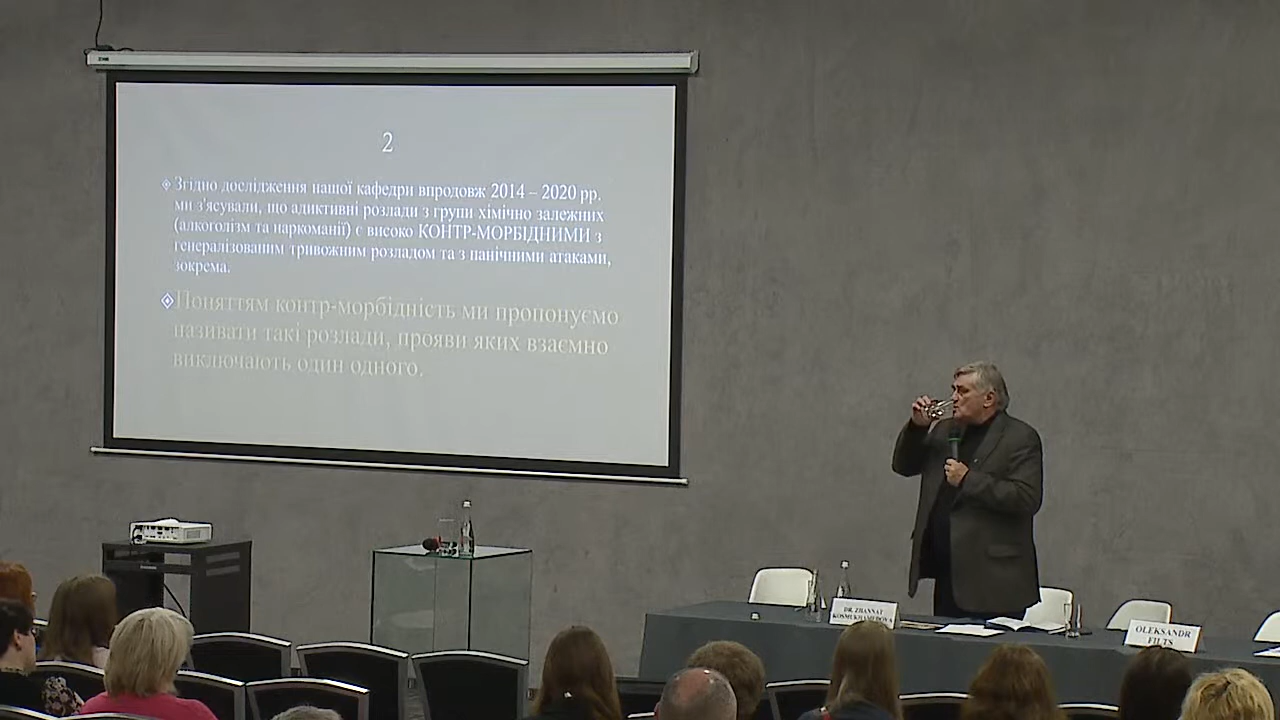 2
Згідно дослідження нашої кафедри впродовж 2014 – 2020 рр.
ми з'ясували, що адиктивні розлади з групи хімічно залежних
(алкоголізм та наркоманії) є високо КОНТР-МОРБІДНИМИ з
генералізованим тривожним розладом та з панічними атаками,
зокрема.
Поняттям контр-морбідність ми пропонуємо
називати такі розлади, прояви яких взаємно
виключають один одного.
DR. ZHANNAT
KOSMUKHAMEDOVA
OLEKSANDR
FILTS